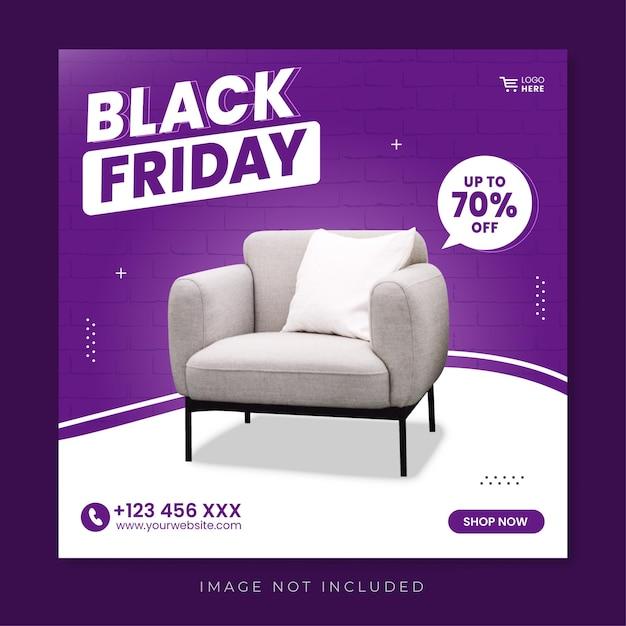 BLACK
FRIDAY
LOGO
HERE
UP TO
70%
OFF
+123 456 XXX
www.yourwebsite.com
SHOP NOW
IMAGE NOT INCLUDED